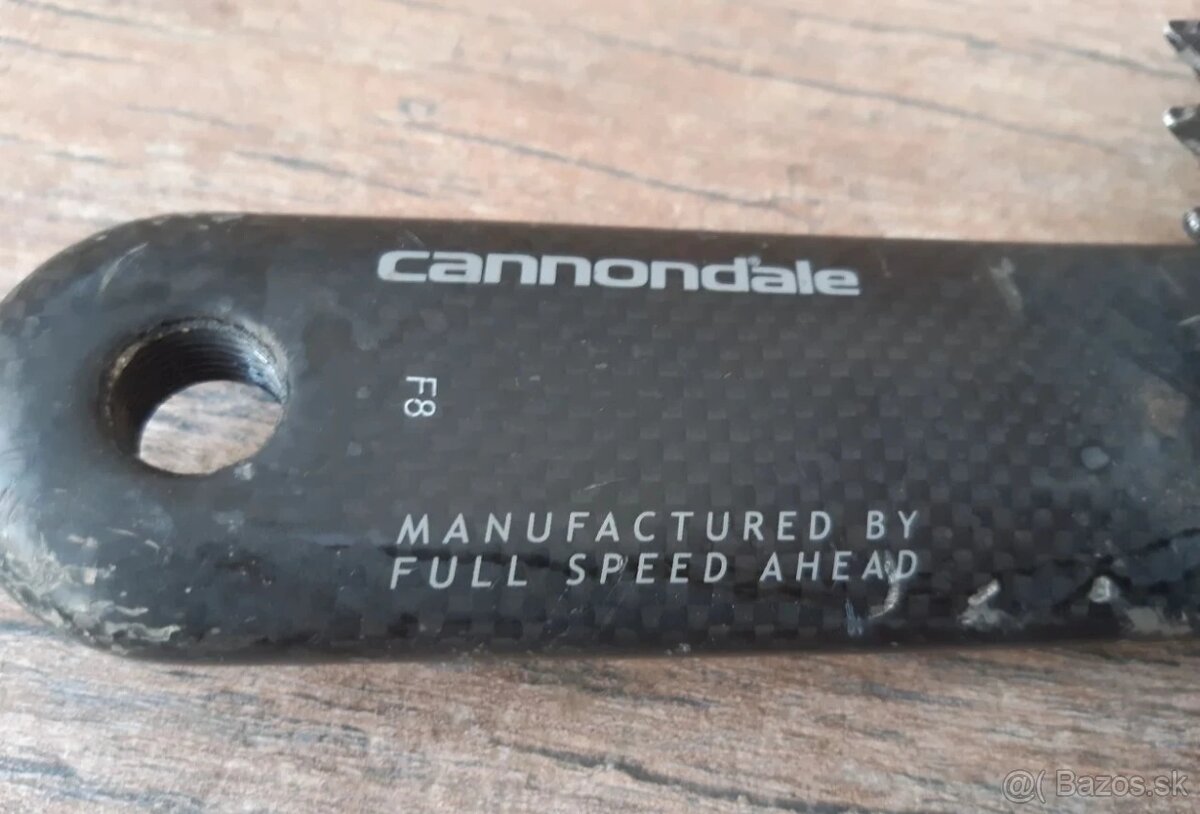 cannondale
F8
MANUFACTURED BY
FULL SPEED AHEAD
@( Bazos.sk